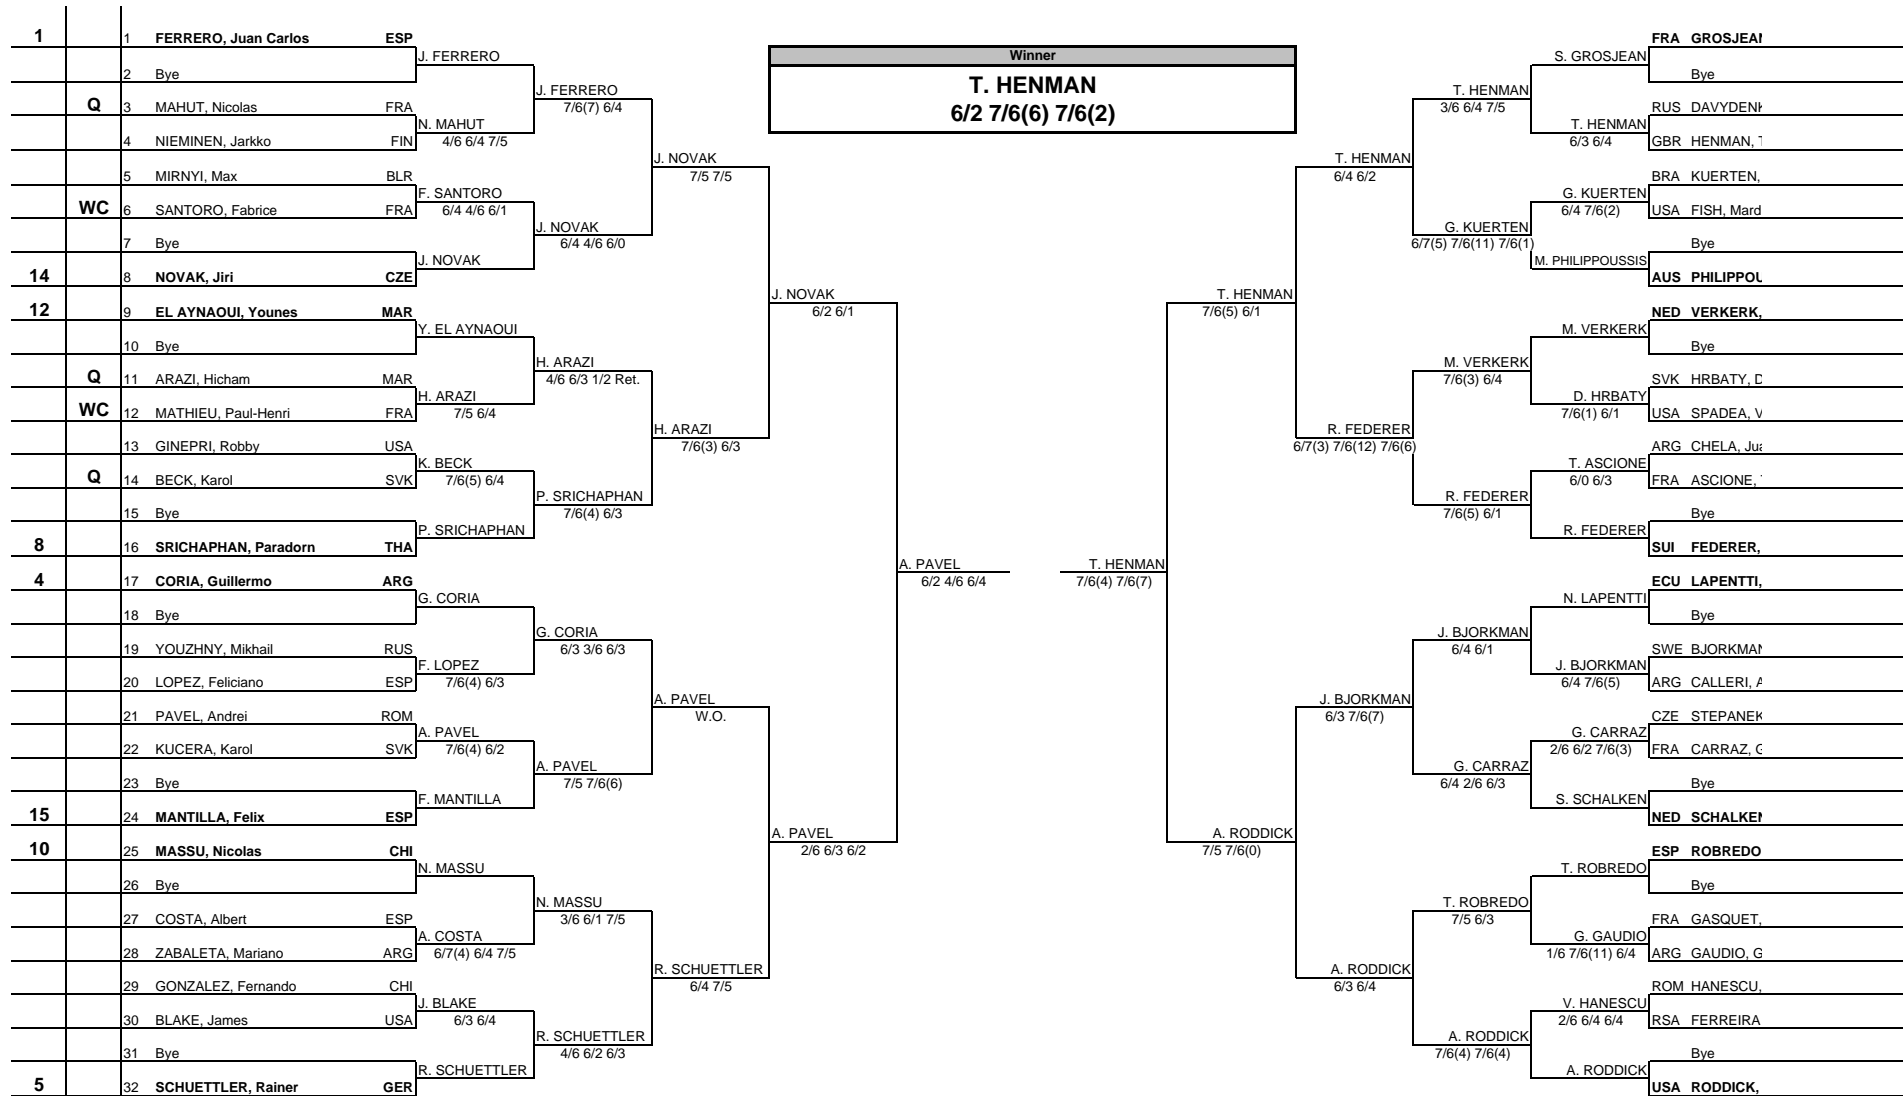 Winner
T. HENMAN
6/2 7/6(6) 7/6(2)
1 1 FERRERO, Juan Carlos ESP
J. FERRERO
2 Bye
J. FERRERO
7/6(7) 6/4
Q 3 MAHUT, Nicolas FRA
N. MAHUT
4/6 6/4 7/5
4 NIEMINEN, Jarkko FIN
J. NOVAK
7/5 7/5
5 MIRNYI, Max BLR
F. SANTORO
6/4 4/6 6/1
WC 6 SANTORO, Fabrice FRA
J. NOVAK
6/4 4/6 6/0
7 Bye
J. NOVAK
14 8 NOVAK, Jiri CZE
J. NOVAK
6/2 6/1
12 9 EL AYNAOUI, Younes MAR
Y. EL AYNAOUI
10 Bye
H. ARAZI
4/6 6/3 1/2 Ret.
Q 11 ARAZI, Hicham MAR
H. ARAZI
7/5 6/4
WC 12 MATHIEU, Paul-Henri FRA
H. ARAZI
7/6(3) 6/3
13 GINEPRI, Robby USA
K. BECK
7/6(5) 6/4
Q 14 BECK, Karol SVK
P. SRICHAPHAN
7/6(4) 6/3
15 Bye
P. SRICHAPHAN
8 16 SRICHAPHAN, Paradorn THA
A. PAVEL
6/2 4/6 6/4
4 17 CORIA, Guillermo ARG
G. CORIA
18 Bye
G. CORIA
6/3 3/6 6/3
19 YOUZHNY, Mikhail RUS
F. LOPEZ
7/6(4) 6/3
20 LOPEZ, Feliciano ESP
A. PAVEL
W.O.
21 PAVEL, Andrei ROM
A. PAVEL
7/6(4) 6/2
22 KUCERA, Karol SVK
A. PAVEL
7/5 7/6(6)
23 Bye
F. MANTILLA
15 24 MANTILLA, Felix ESP
A. PAVEL
2/6 6/3 6/2
10 25 MASSU, Nicolas CHI
N. MASSU
26 Bye
N. MASSU
3/6 6/1 7/5
27 COSTA, Albert ESP
A. COSTA
6/7(4) 6/4 7/5
28 ZABALETA, Mariano ARG
R. SCHUETTLER
6/4 7/5
29 GONZALEZ, Fernando CHI
J. BLAKE
6/3 6/4
30 BLAKE, James USA
R. SCHUETTLER
4/6 6/2 6/3
31 Bye
R. SCHUETTLER
5 32 SCHUETTLER, Rainer GER
FRA GROSJEAN
S. GROSJEAN
Bye
T. HENMAN
3/6 6/4 7/5
RUS
T. HENMAN
6/3 6/4
GBR HENMAN,
T. HENMAN
6/4 6/2
BRA KUERTEN,
G. KUERTEN
6/4 7/6(2)
USA FISH, Mard
G. KUERTEN
6/7(5) 7/6(11) 7/6(1)
Bye
M. PHILIPPOUSSIS
AUS
T. HENMAN
7/6(5) 6/1
NED VERKERK,
M. VERKERK
Bye
M. VERKERK
7/6(3) 6/4
SVK HRBATY,
D. HRBATY
7/6(1) 6/1
USA SPADEA,
R. FEDERER
6/7(3) 7/6(12) 7/6(6)
ARG CHELA,
T. ASCIONE
6/0 6/3
FRA ASCIONE,
R. FEDERER
7/6(5) 6/1
Bye
R. FEDERER
SUI FEDERER,
T. HENMAN
7/6(4) 7/6(7)
ECU LAPENTTI,
N. LAPENTTI
Bye
J. BJORKMAN
6/4 6/1
SWE BJORKMAN
J. BJORKMAN
6/4 7/6(5)
ARG CALLERI,
J. BJORKMAN
6/3 7/6(7)
CZE STEPANEK
G. CARRAZ
2/6 6/2 7/6(3)
FRA CARRAZ,
G. CARRAZ
6/4 2/6 6/3
Bye
S. SCHALKEN
NED SCHALKEN
A. RODDICK
7/5 7/6(0)
ESP ROBREDO
T. ROBREDO
Bye
T. ROBREDO
7/5 6/3
FRA GASQUET,
G. GAUDIO
1/6 7/6(11) 6/4
ARG GAUDIO,
A. RODDICK
6/3 6/4
ROM HANESCU,
V. HANESCU
2/6 6/4 6/4
RSA FERREIRA
A. RODDICK
7/6(4) 7/6(4)
Bye
A. RODDICK
USA RODDICK,